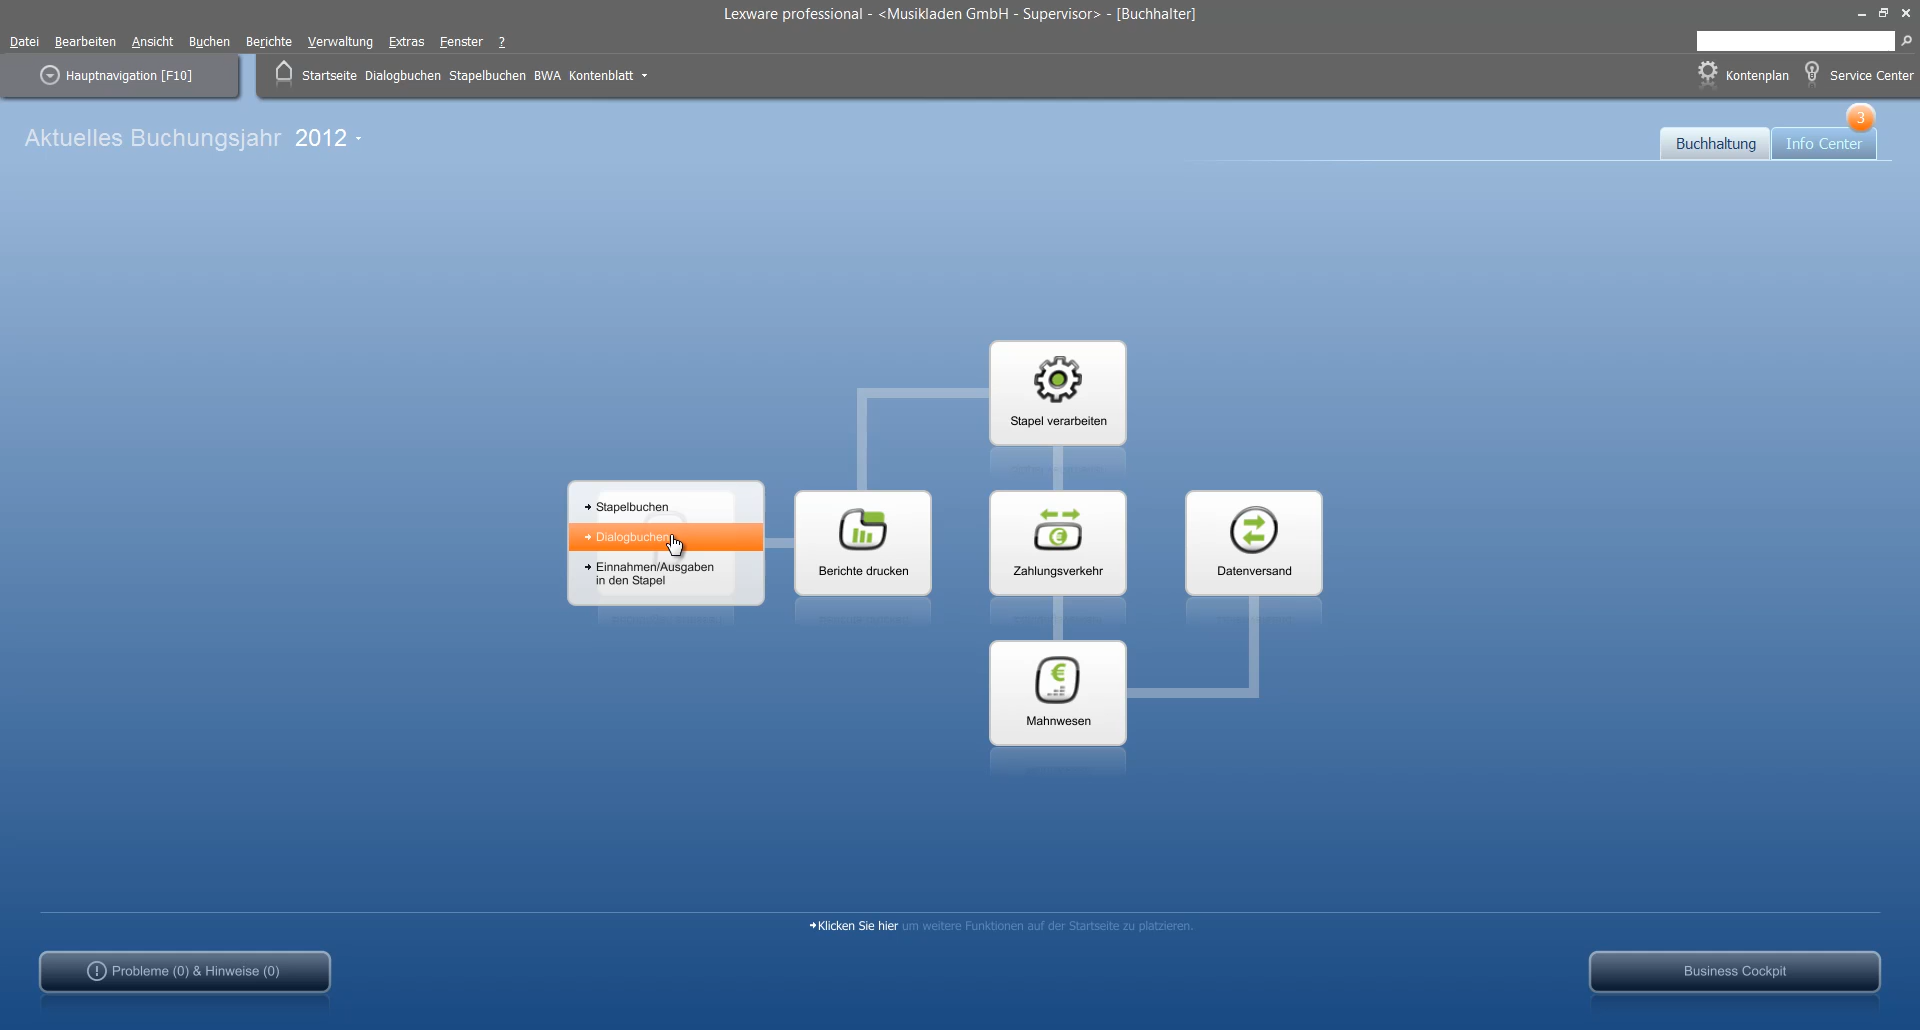 Lexware professional - <Musikladen GmbH - Supervisor> - [Buchhalter]
Datei Bearbeiten Ansicht Buchen Berichte Verwaltung Extras Fenster ?
Hauptnavigation [F10] Startseite Dialogbuchen Stapelbuchen BWA Kontenblatt Kontenplan Service Center
Aktuelles Buchungsjahr 2012
3
Buchhaltung Info Center
Stapel verarbeiten
Stapelbuchen
Dialogbuchen
Einnahmen/Ausgaben
in den Stapel
Berichte drucken
Zahlungsverkehr
Datenversand
Mahnwesen
Klicken Sie hier um weitere Funktionen auf der Startseite zu platzieren.
Probleme (0) & Hinweise (0)
Business Cockpit